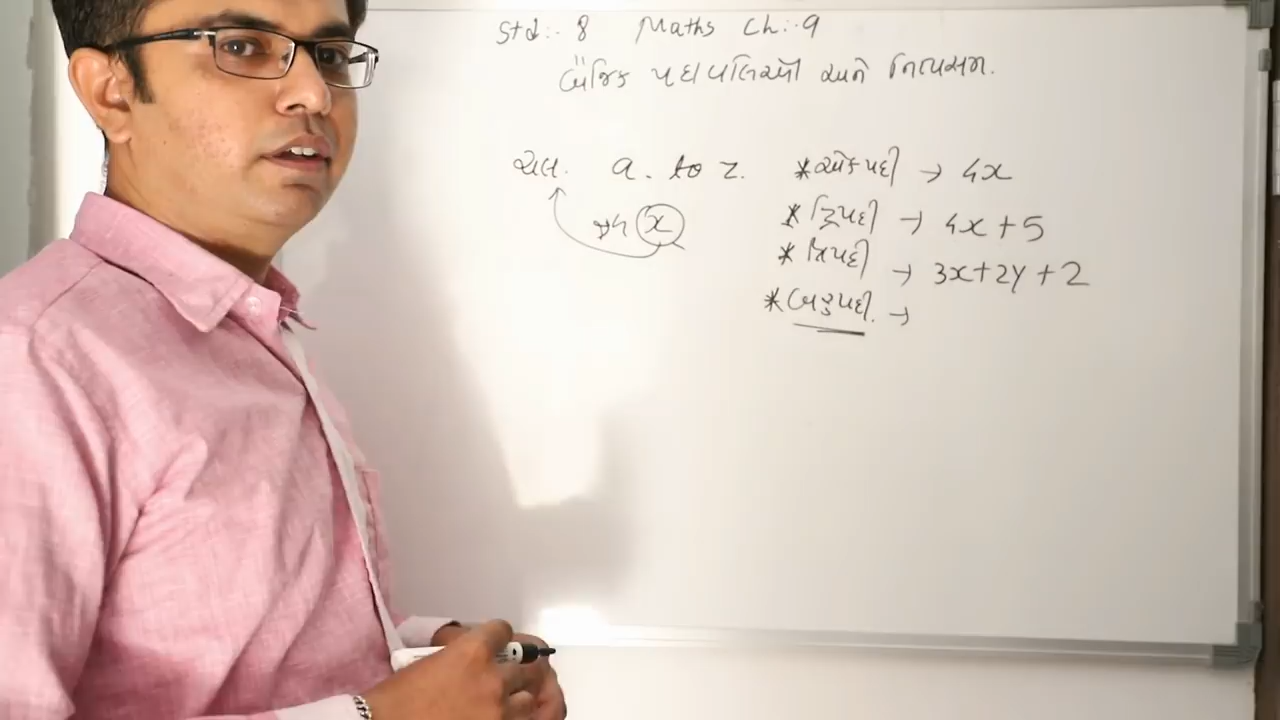 Std:- 8 Maths Ch:-9
બૈજિક પદાવલિઓ અને નિત્યસમ.
ચલ. a. to z.
x
* એકપદી → 4x
* દ્વિપદી → 4x + 5
* ત્રિપદી → 3x+2y + 2
* બહુપદી. →